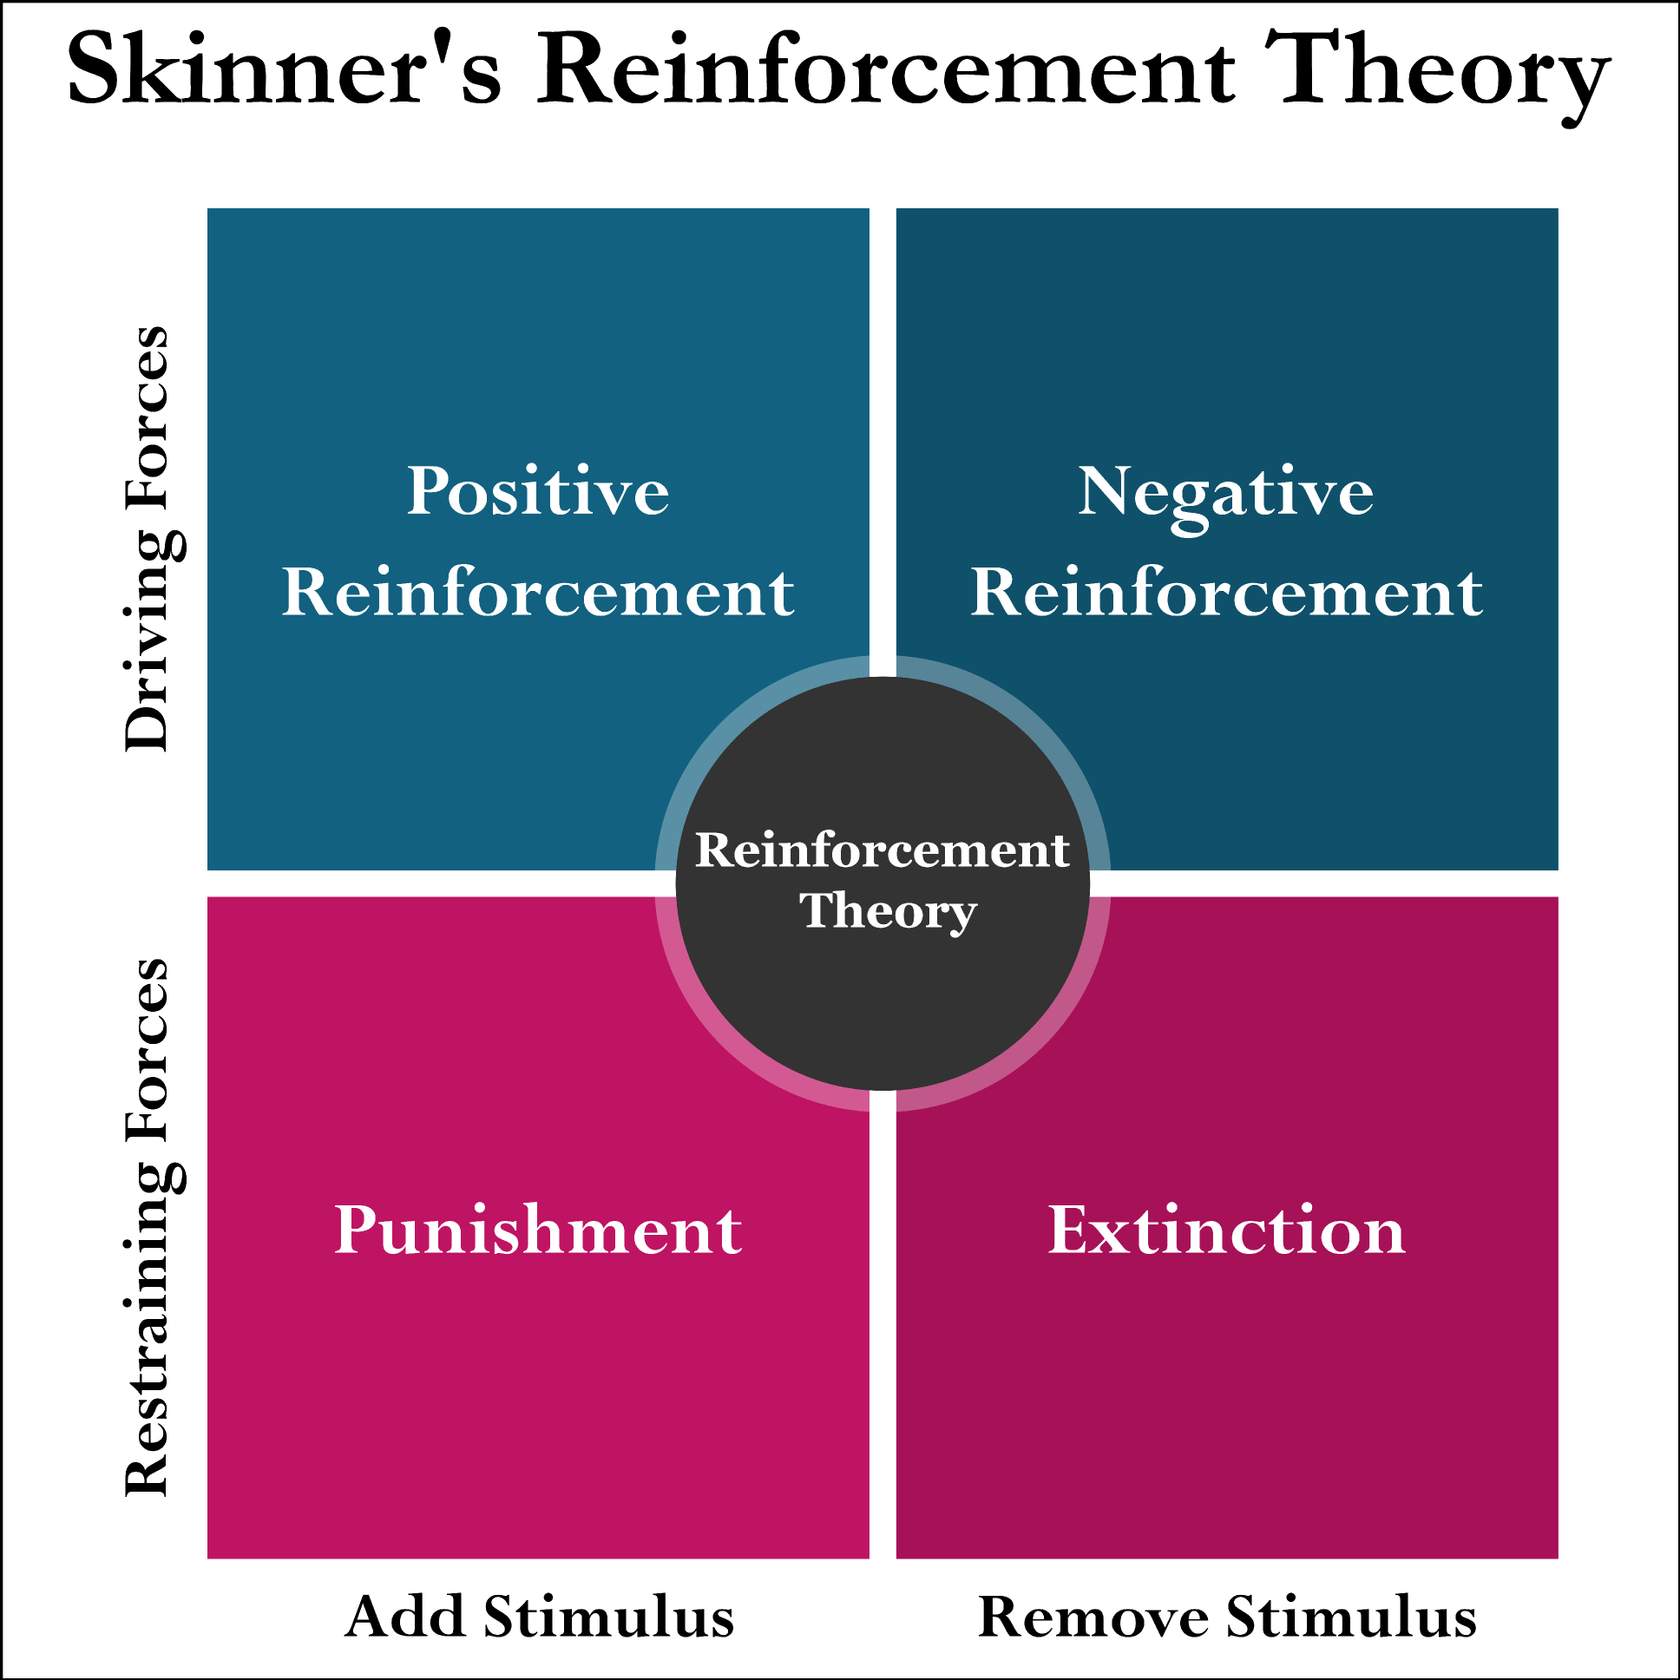 Skinner's Reinforcement Theory
Driving Forces
Positive
Reinforcement
Negative
Reinforcement
Reinforcement
Theory
Restraining Forces
Punishment
Extinction
Add Stimulus
Remove Stimulus